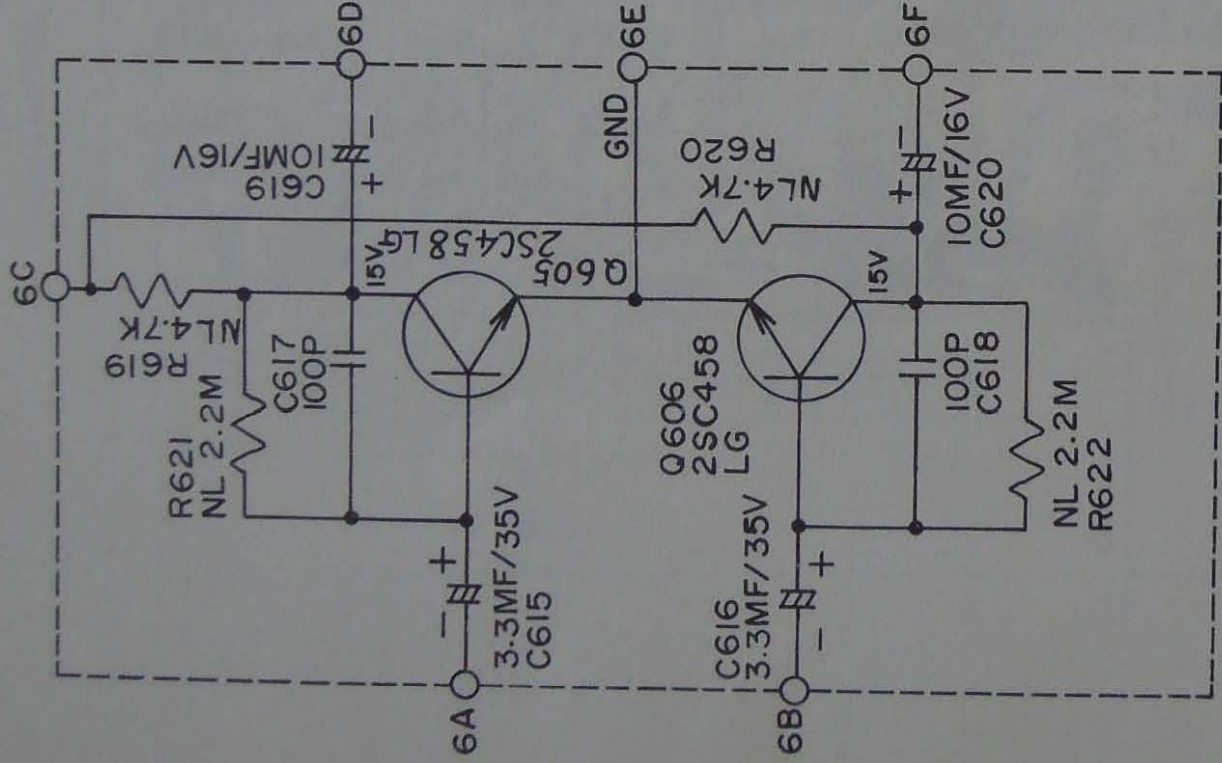 6C
6D
6E
6F
6A
6B
NL4.7K
R619
R621
NL 2.2M
C617
100P
C619
10MF/16V
+
−
15V
2SC458 LG
Q605
GND
NL4.7K
R620
−
+
3.3MF/35V
C615
Q606
2SC458
LG
15V
C616
3.3MF/35V
−
+
+
−
10MF/16V
C620
100P
C618
NL 2.2M
R622